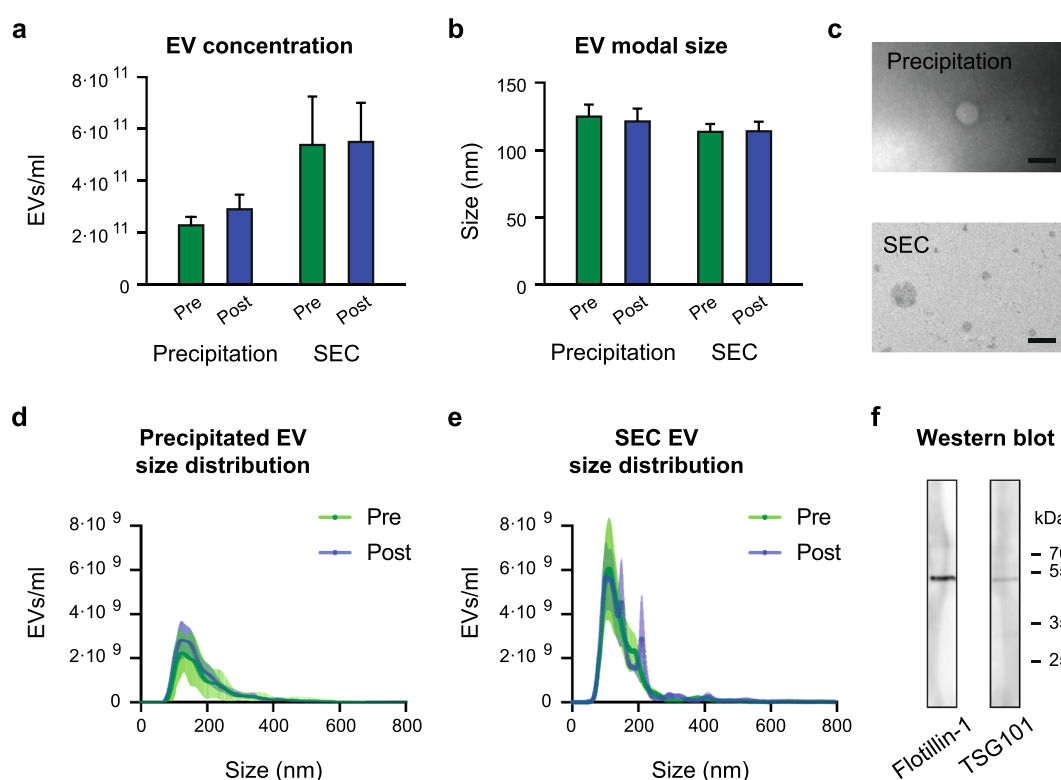 a
EV concentration
EVs/ml
8·10 11
6·10 11
4·10 11
2·10 11
0
Pre
Post
Pre
Post
Precipitation
SEC
b
EV modal size
Size (nm)
150
100
50
0
Pre
Post
Pre
Post
Precipitation
SEC
c
Precipitation
SEC
d
Precipitated EV
size distribution
EVs/ml
8·10 9
6·10 9
4·10 9
2·10 9
0
0 200 400 600 800
Size (nm)
Pre
Post
e
SEC EV
size distribution
EVs/ml
8·10 9
6·10 9
4·10 9
2·10 9
0
0 200 400 600 800
Size (nm)
Pre
Post
f
Western blot
55
35
25
Flotillin-1
TSG101